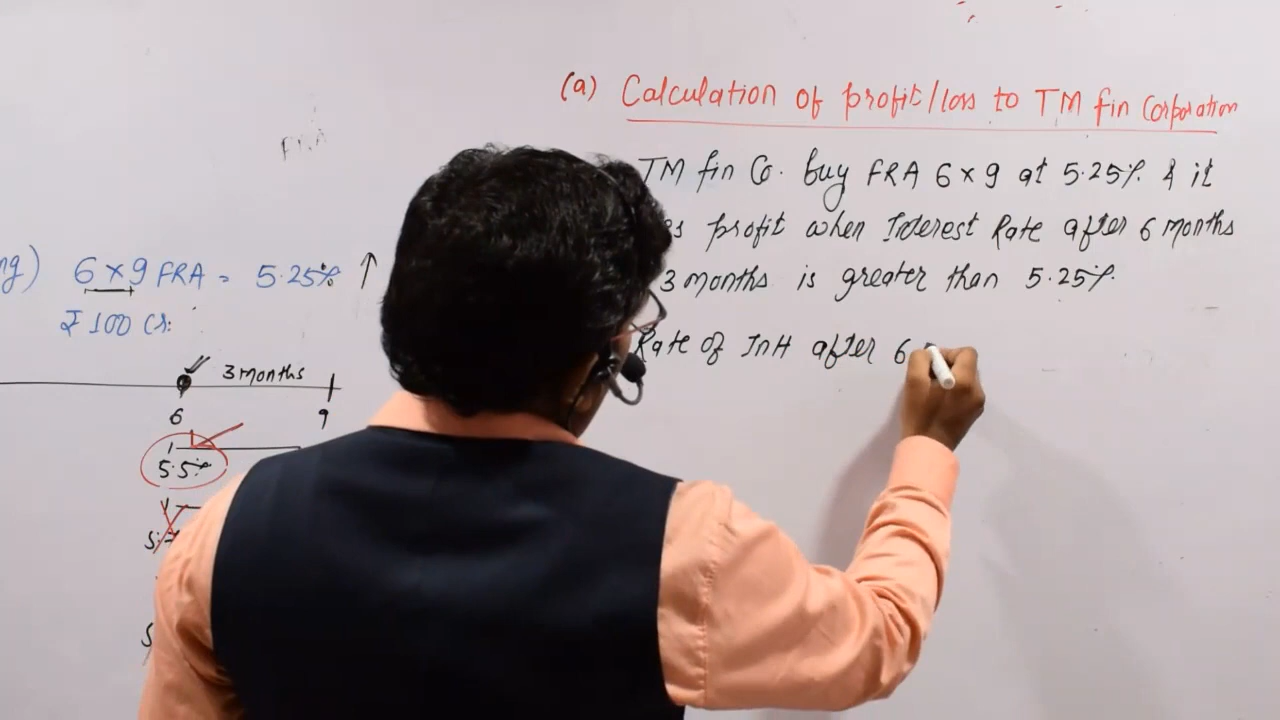 (a) Calculation of profit/loss to TM fin Corporation
TM fin Co. buy FRA 6×9 at 5.25% & it
profit when Interest Rate after 6 months
3 months is greater than 5.25%.
Rate of Int after 6
6×9 FRA = 5.25% ↑
₹ 100 Cr.
3 months
6 9
5.5%